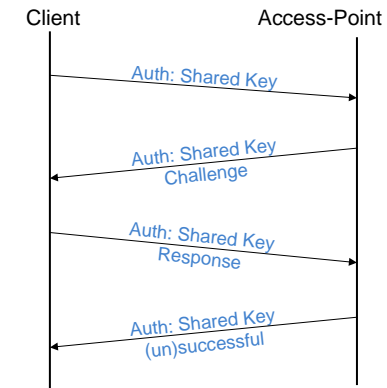 Client
Access-Point
Auth: Shared Key
Auth: Shared Key
Challenge
Auth: Shared Key
Response
Auth: Shared Key
(un)successful